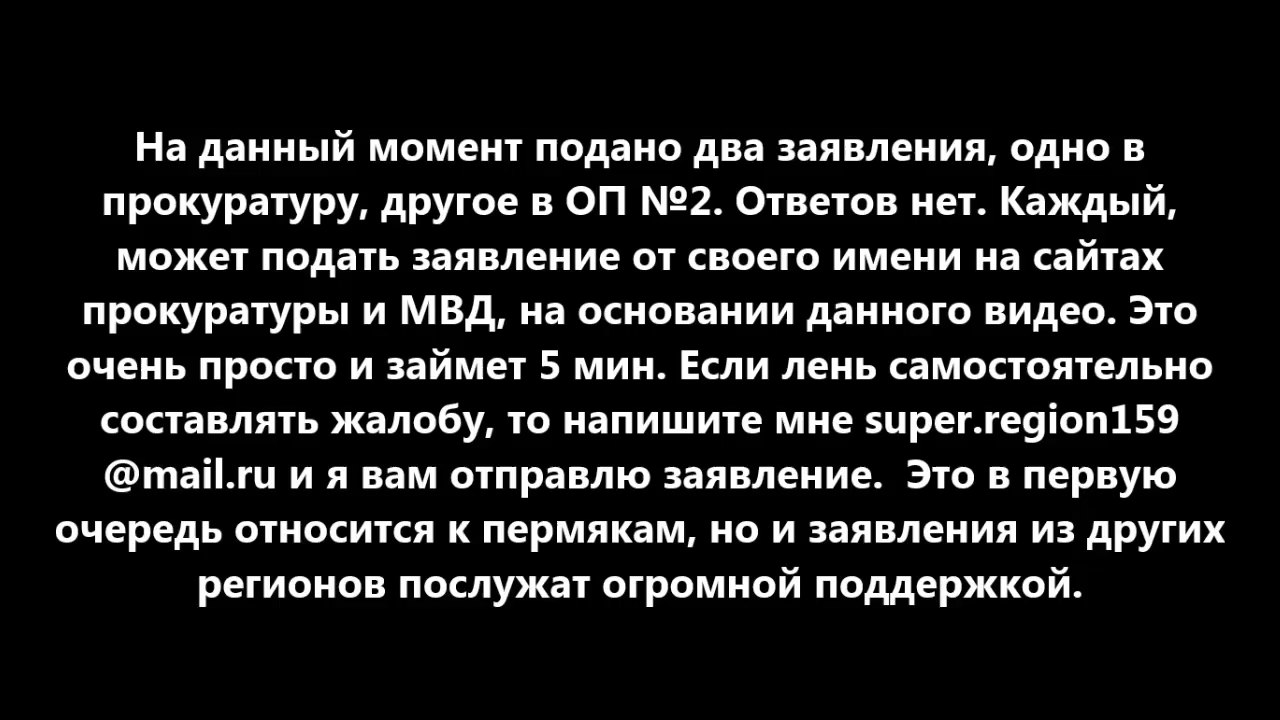 На данный момент подано два заявления, одно в
прокуратуру, другое в ОП №2. Ответов нет. Каждый,
может подать заявление от своего имени на сайтах
прокуратуры и МВД, на основании данного видео. Это
очень просто и займет 5 мин. Если лень самостоятельно
составлять жалобу, то напишите мне super.region159
@mail.ru и я вам отправлю заявление.  Это в первую
очередь относится к пермякам, но и заявления из других
регионов послужат огромной поддержкой.